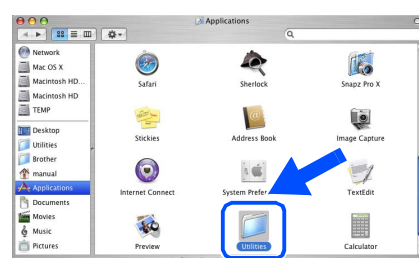 Applications
Network
Mac OS X
Macintosh HD...
Macintosh HD
TEMP
Desktop
Utilities
Brother
manual
Applications
Documents
Movies
Music
Pictures
Safari
Sherlock
Snapz Pro X
Stickies
Address Book
Image Capture
Internet Connect
System Prefer
TextEdit
Preview
Utilities
Calculator